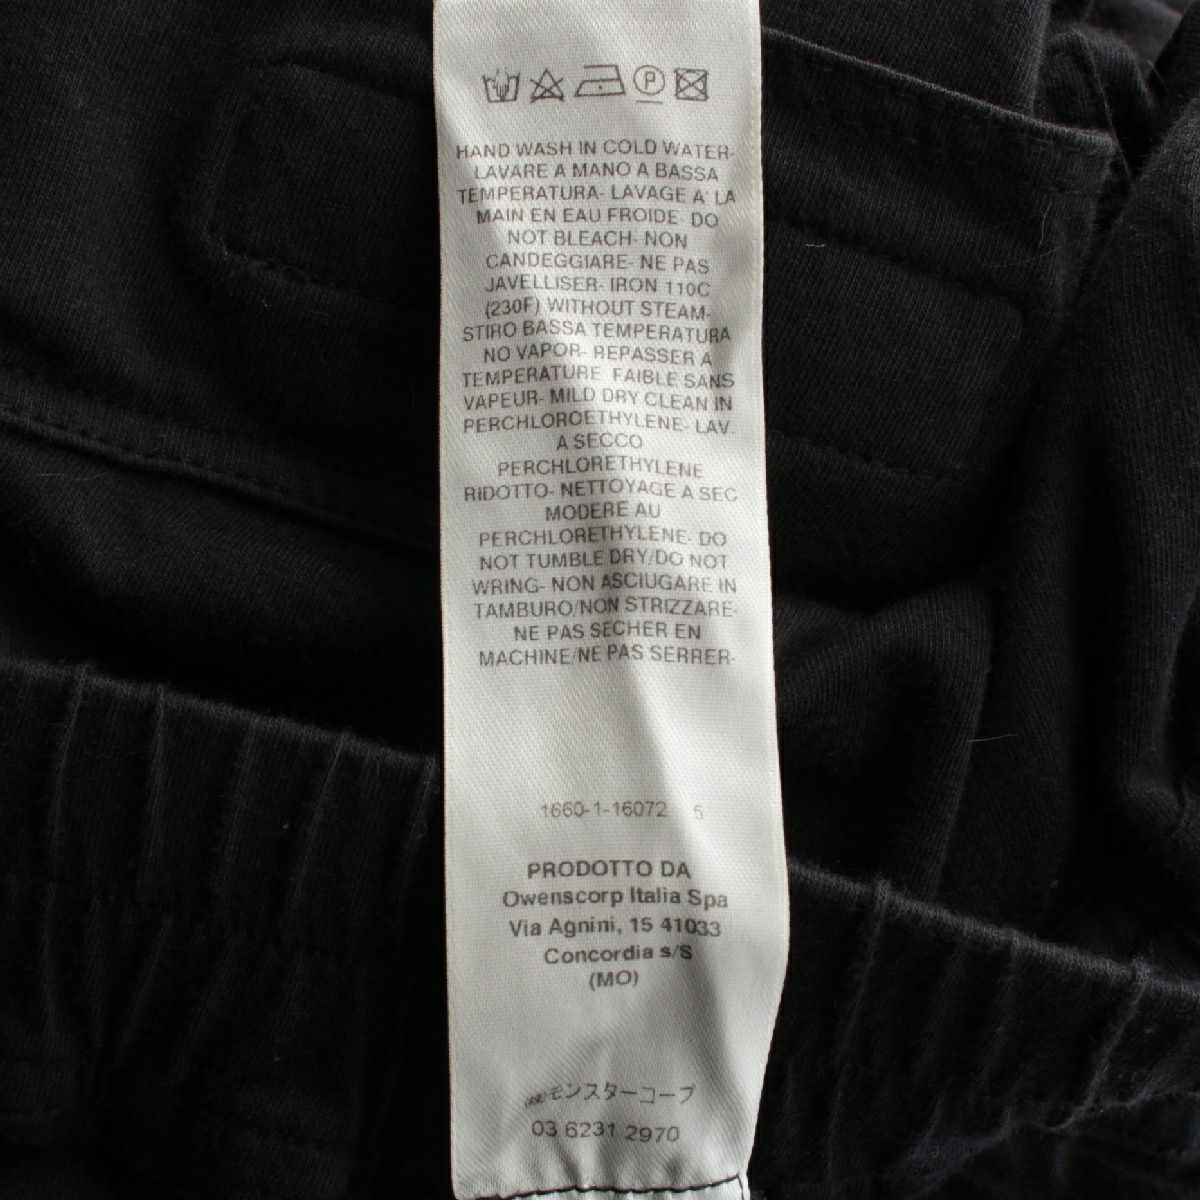 P
HAND WASH IN COLD WATER-
LAVARE A MANO A BASSA
TEMPERATURA- LAVAGE A' LA
MAIN EN EAU FROIDE- DO
NOT BLEACH- NON
CANDEGGIARE- NE PAS
JAVELLISER- IRON 110C
(230F) WITHOUT STEAM-
STIRO BASSA TEMPERATURA
NO VAPOR- REPASSER A
TEMPERATURE FAIBLE SANS
VAPEUR- MILD DRY CLEAN IN
PERCHLOROETHYLENE- LAV.
A SECCO
PERCHLORETHYLENE
RIDOTTO- NETTOYAGE A SEC
MODERE AU
PERCHLORETHYLENE- DO
NOT TUMBLE DRY/DO NOT
WRING- NON ASCIUGARE IN
TAMBURO/NON STRIZZARE-
NE PAS SECHER EN
MACHINE/NE PAS SERRER-
1660-1-16072 5
PRODOTTO DA
Owenscorp Italia Spa
Via Agnini, 15 41033
Concordia s/S
(MO)
モンスターコープ
03 6231 2970